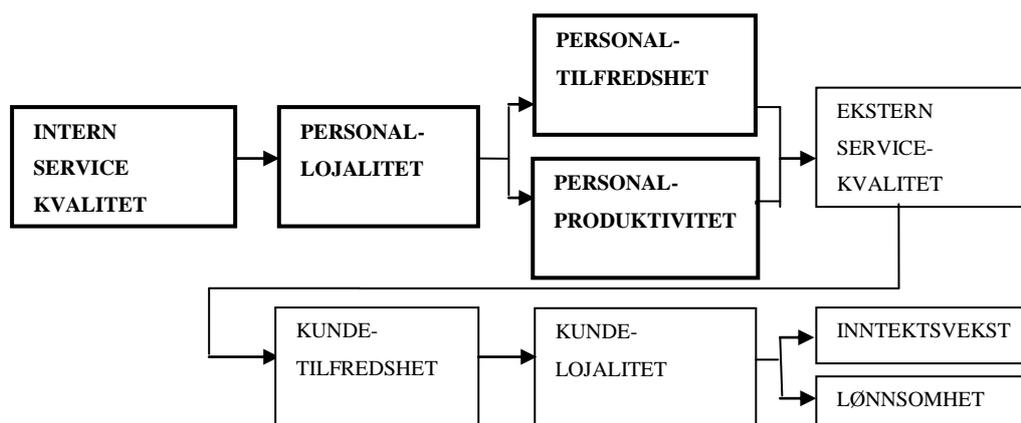 INTERN
SERVICE
KVALITET
PERSONAL-
LOJALITET
PERSONAL-
TILFREDSHET
PERSONAL-
PRODUKTIVITET
EKSTERN
SERVICE-
KVALITET
KUNDE-
TILFREDSHET
KUNDE-
LOJALITET
INNTEKTSVEKST
LØNNSOMHET